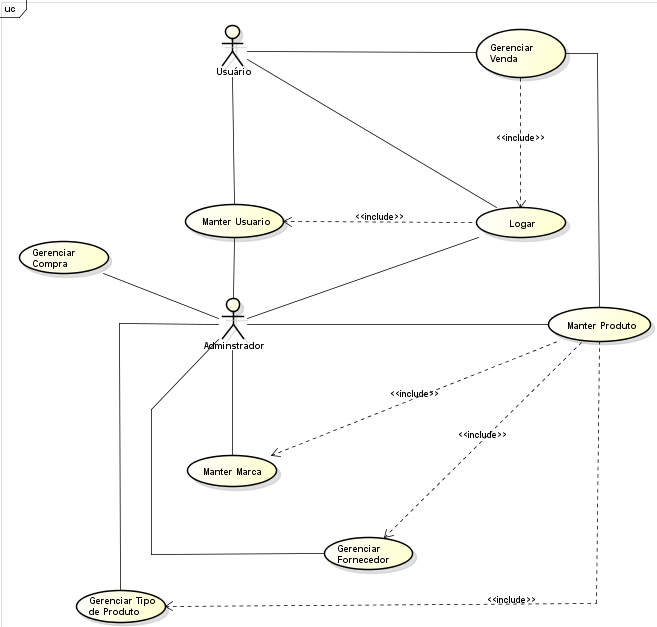 uc
Gerenciar
Venda
Usuário
<<include>>
Manter Usuario
<<include>>
Logar
Gerenciar
Compra
Adminstrador
Manter Produto
<<include>>
<<include>>
Manter Marca
Gerenciar
Fornecedor
Gerenciar Tipo
de Produto
<<include>>